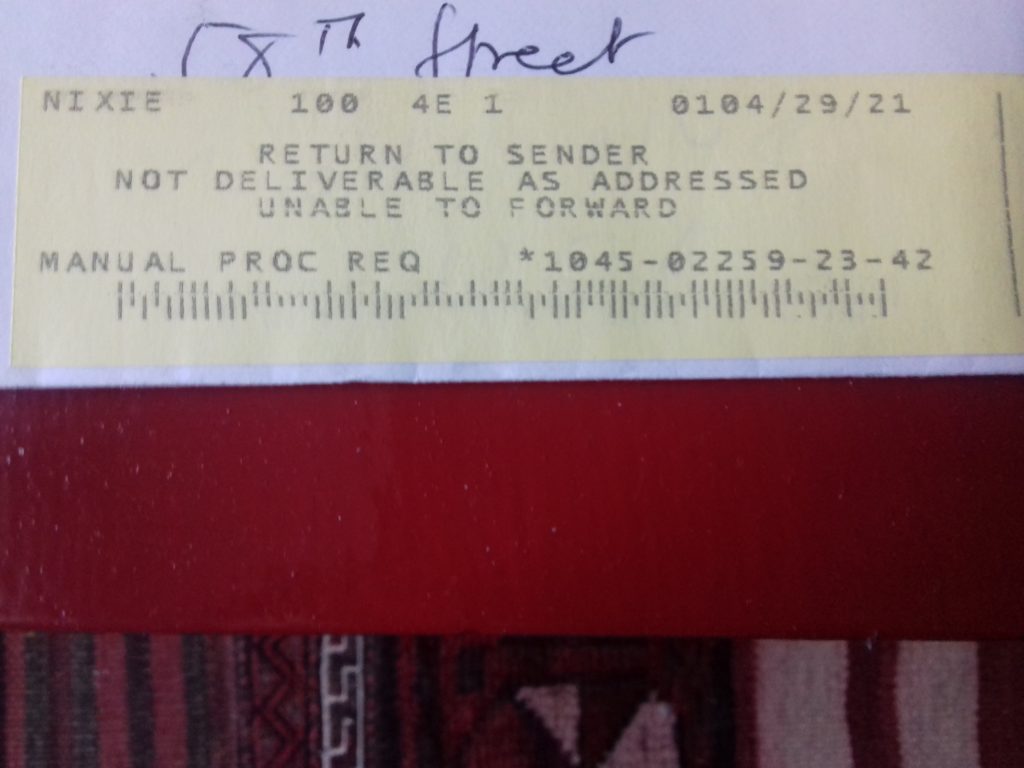 Street
NIXIE 100 4E 1 0104/29/21
RETURN TO SENDER
NOT DELIVERABLE AS ADDRESSED
UNABLE TO FORWARD
MANUAL PROC REQ *1045-02259-23-42